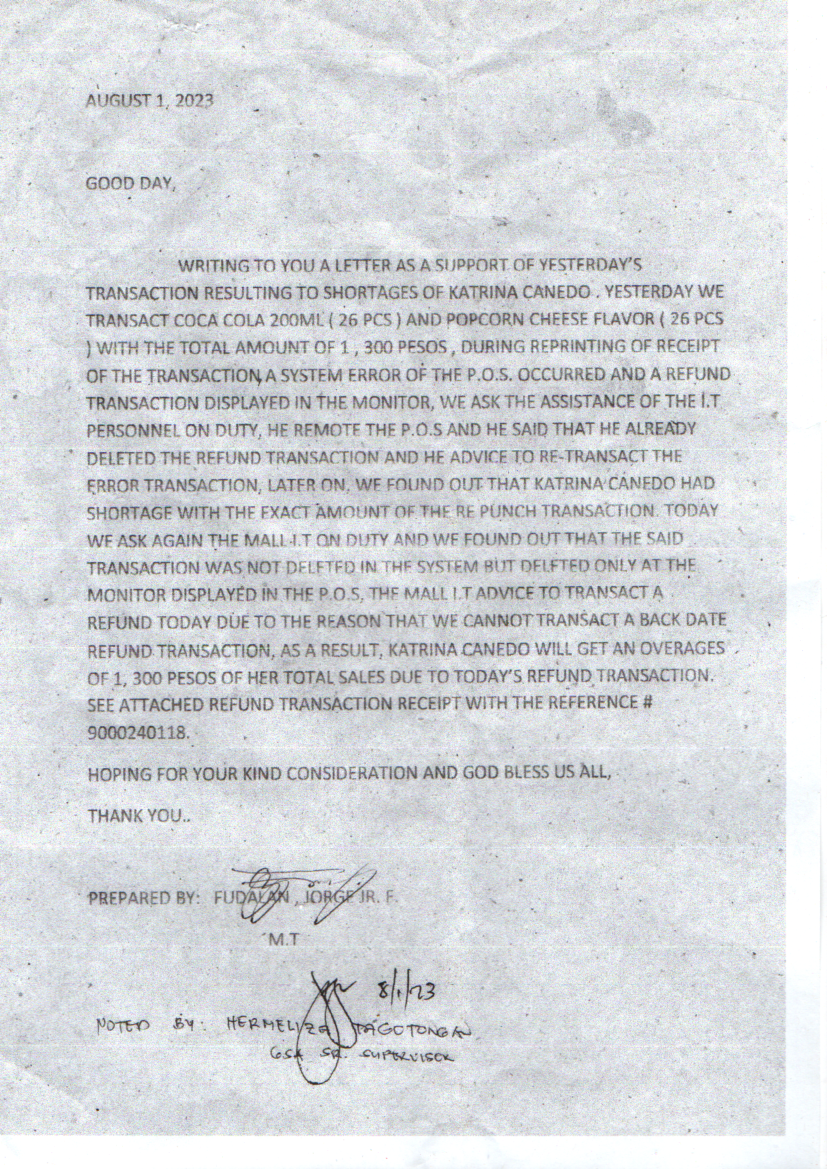 AUGUST 1, 2023
GOOD DAY,
WRITING TO YOU A LETTER AS A SUPPORT OF YESTERDAY'S
TRANSACTION RESULTING TO SHORTAGES OF KATRINA CANEDO . YESTERDAY WE
TRANSACT COCA COLA 200ML ( 26 PCS ) AND POPCORN CHEESE FLAVOR ( 26 PCS
) WITH THE TOTAL AMOUNT OF 1 , 300 PESOS , DURING REPRINTING OF RECEIPT
OF THE TRANSACTION, A SYSTEM ERROR OF THE P.O.S. OCCURRED AND A REFUND
TRANSACTION DISPLAYED IN THE MONITOR, WE ASK THE ASSISTANCE OF THE I.T
PERSONNEL ON DUTY, HE REMOTE THE P.O.S AND HE SAID THAT HE ALREADY
DELETED THE REFUND TRANSACTION AND HE ADVICE TO RE-TRANSACT THE
ERROR TRANSACTION, LATER ON, WE FOUND OUT THAT KATRINA CANEDO HAD
SHORTAGE WITH THE EXACT AMOUNT OF THE RE PUNCH TRANSACTION. TODAY
WE ASK AGAIN THE MALL I.T ON DUTY AND WE FOUND OUT THAT THE SAID
TRANSACTION WAS NOT DELETED IN THE SYSTEM BUT DELETED ONLY AT THE
MONITOR DISPLAYED IN THE P.O.S, THE MALL I.T ADVICE TO TRANSACT A
REFUND TODAY DUE TO THE REASON THAT WE CANNOT TRANSACT A BACK DATE
REFUND TRANSACTION, AS A RESULT, KATRINA CANEDO WILL GET AN OVERAGES
OF 1, 300 PESOS OF HER TOTAL SALES DUE TO TODAY'S REFUND TRANSACTION.
SEE ATTACHED REFUND TRANSACTION RECEIPT WITH THE REFERENCE #
9000240118.
HOPING FOR YOUR KIND CONSIDERATION AND GOD BLESS US ALL,
THANK YOU..
PREPARED BY: FUDALAN , JORGE JR. F.
M.T
8/1/23
NOTED BY: HERMELIZA TAGOTONGAN
GSA SR. SUPERVISOR